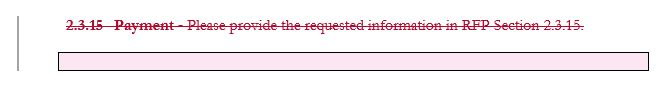 2.3.15 Payment - Please provide the requested information in RFP Section 2.3.15.